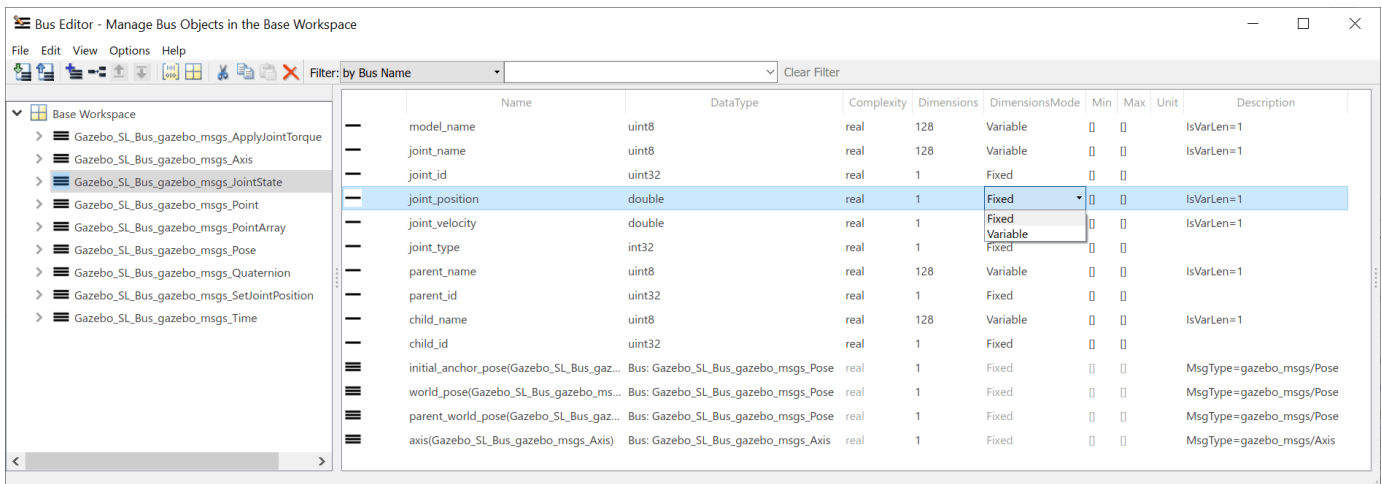 Bus Editor - Manage Bus Objects in the Base Workspace
File Edit View Options Help
Filter: by Bus Name Clear Filter
Base Workspace
Gazebo_SL_Bus_gazebo_msgs_ApplyJointTorque
Gazebo_SL_Bus_gazebo_msgs_Axis
Gazebo_SL_Bus_gazebo_msgs_JointState
Gazebo_SL_Bus_gazebo_msgs_Point
Gazebo_SL_Bus_gazebo_msgs_PointArray
Gazebo_SL_Bus_gazebo_msgs_Pose
Gazebo_SL_Bus_gazebo_msgs_Quaternion
Gazebo_SL_Bus_gazebo_msgs_SetJointPosition
Gazebo_SL_Bus_gazebo_msgs_Time
Name DataType Complexity Dimensions DimensionsMode Min Max Unit Description
model_name uint8 real 128 Variable [] [] IsVarLen=1
joint_name uint8 real 128 Variable [] [] IsVarLen=1
joint_id uint32 real 1 Fixed [] []
joint_position double real 1 Fixed [] [] IsVarLen=1
Fixed
Variable
joint_velocity double real 1 [] [] IsVarLen=1
joint_type int32 real 1 Fixed [] []
parent_name uint8 real 128 Variable [] [] IsVarLen=1
parent_id uint32 real 1 Fixed [] []
child_name uint8 real 128 Variable [] [] IsVarLen=1
child_id uint32 real 1 Fixed [] []
initial_anchor_pose(Gazebo_SL_Bus_gaz... Bus: Gazebo_SL_Bus_gazebo_msgs_Pose real 1 Fixed [] [] MsgType=gazebo_msgs/Pose
world_pose(Gazebo_SL_Bus_gazebo_ms... Bus: Gazebo_SL_Bus_gazebo_msgs_Pose real 1 Fixed [] [] MsgType=gazebo_msgs/Pose
parent_world_pose(Gazebo_SL_Bus_gaz... Bus: Gazebo_SL_Bus_gazebo_msgs_Pose real 1 Fixed [] [] MsgType=gazebo_msgs/Pose
axis(Gazebo_SL_Bus_gazebo_msgs_Axis) Bus: Gazebo_SL_Bus_gazebo_msgs_Axis real 1 Fixed [] [] MsgType=gazebo_msgs/Axis